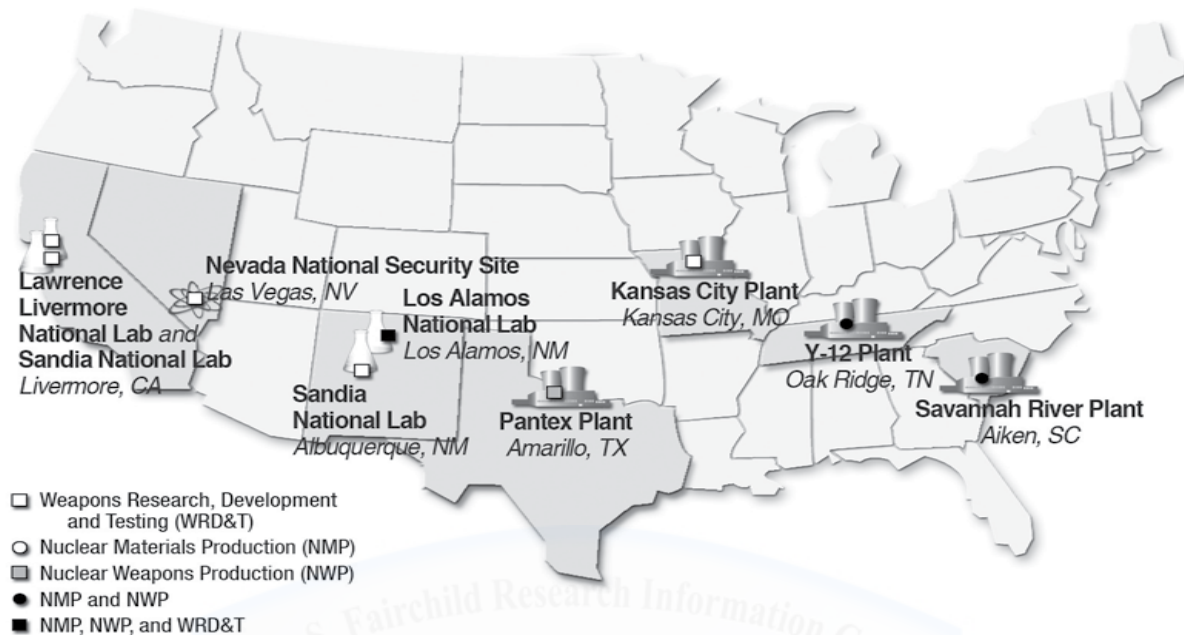 Nevada National Security Site
Las Vegas, NV
Lawrence
Livermore
National Lab and
Sandia National Lab
Livermore, CA
Los Alamos
National Lab
Los Alamos, NM
Sandia
National Lab
Albuquerque, NM
Pantex Plant
Amarillo, TX
Kansas City Plant
Kansas City, MO
Y-12 Plant
Oak Ridge, TN
Savannah River Plant
Aiken, SC
Weapons Research, Development
and Testing (WRD&T)
Nuclear Materials Production (NMP)
Nuclear Weapons Production (NWP)
NMP and NWP
NMP, NWP, and WRD&T
S. Fairchild Research Information